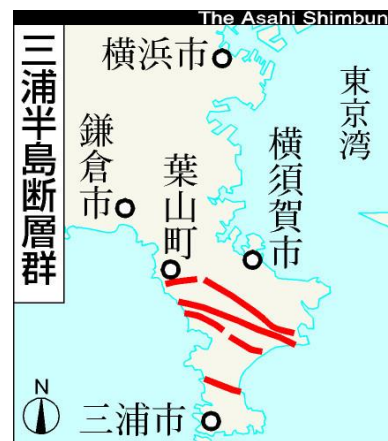 The Asahi Shimbun
三浦半島断層群
横浜市
東京湾
鎌倉市
葉山町
横須賀市
N
三浦市